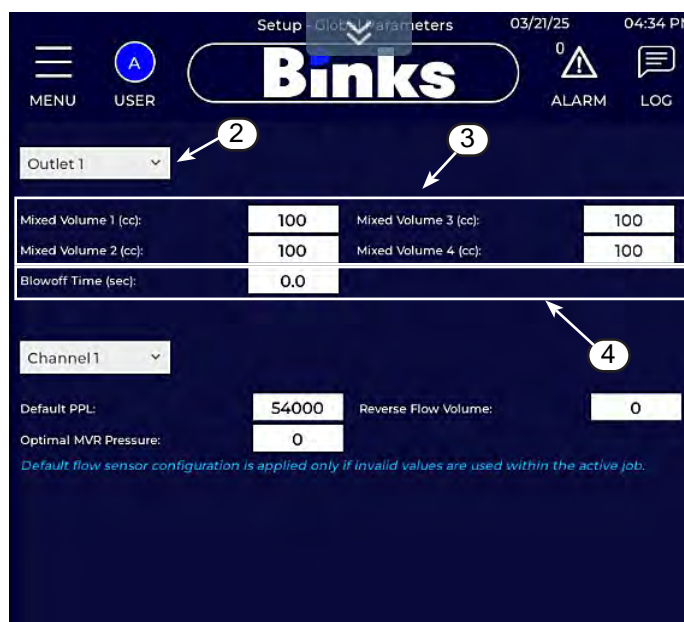 Setup - Global Parameters 03/21/25 04:34 PM
MENU
A
USER
Binks
0
ALARM
LOG
2
3
Outlet 1
Mixed Volume 1 (cc): 100 Mixed Volume 3 (cc): 100
Mixed Volume 2 (cc): 100 Mixed Volume 4 (cc): 100
Blowoff Time (sec): 0.0
4
Channel 1
Default PPL: 54000 Reverse Flow Volume: 0
Optimal MVR Pressure: 0
Default flow sensor configuration is applied only if invalid values are used within the active job.